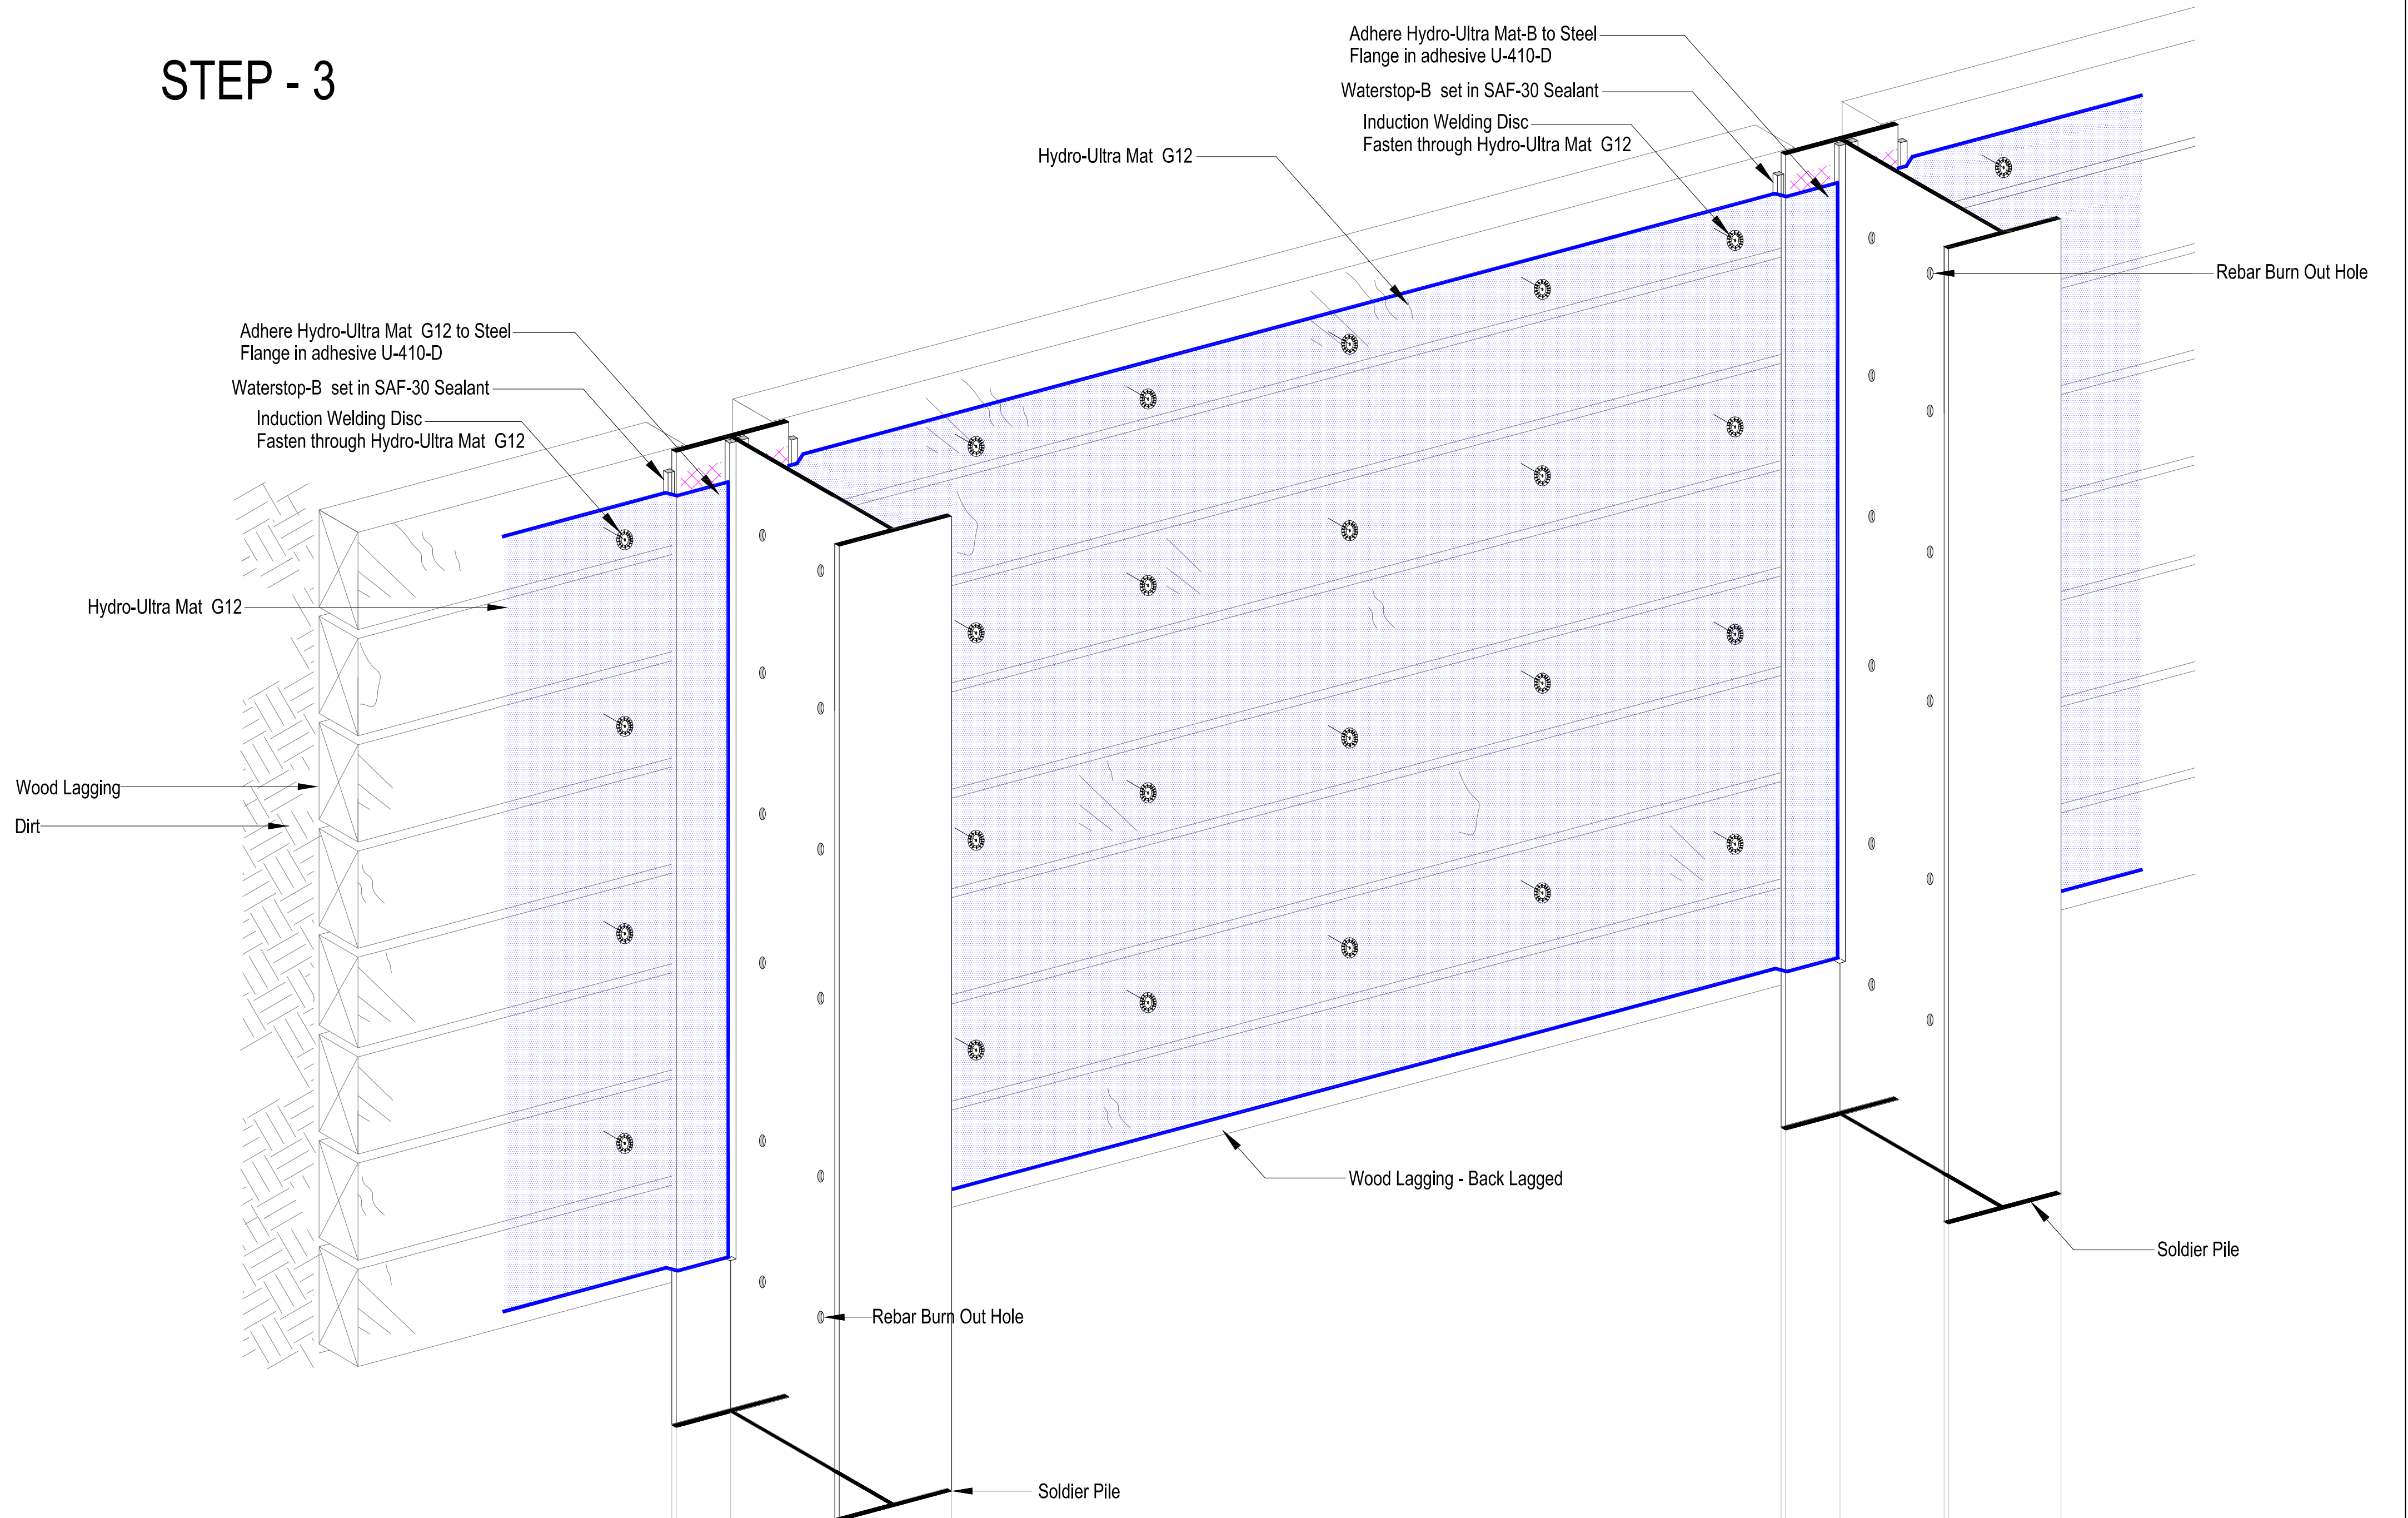 STEP - 3
Adhere Hydro-Ultra Mat-B to Steel
Flange in adhesive U-410-D
Waterstop-B set in SAF-30 Sealant
Induction Welding Disc
Fasten through Hydro-Ultra Mat G12
Hydro-Ultra Mat G12
Rebar Burn Out Hole
Adhere Hydro-Ultra Mat G12 to Steel
Flange in adhesive U-410-D
Waterstop-B set in SAF-30 Sealant
Induction Welding Disc
Fasten through Hydro-Ultra Mat G12
Hydro-Ultra Mat G12
Wood Lagging
Dirt
Wood Lagging - Back Lagged
Soldier Pile
Rebar Burn Out Hole
Soldier Pile